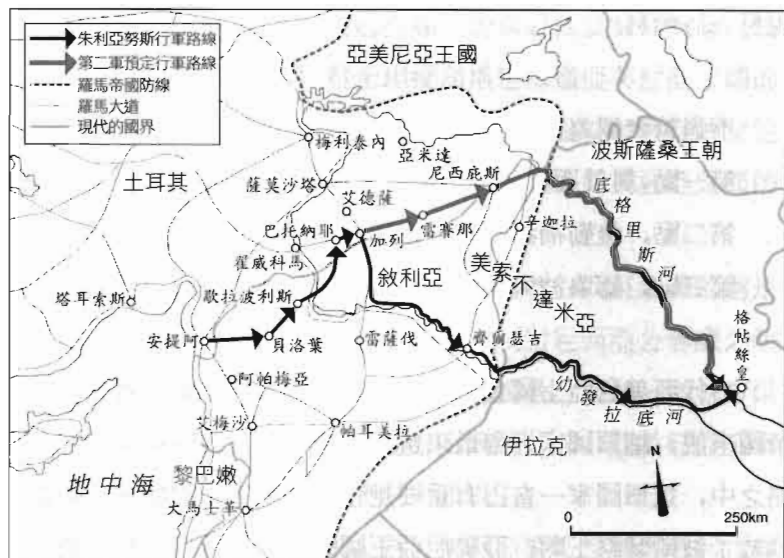 朱利亞努斯行軍路線
第二軍預定行軍路線
羅馬帝國防線
羅馬大道
現代的國界
亞美尼亞王國
波斯薩桑王朝
梅利泰內
亞米達
土耳其
薩莫沙塔
尼西庇斯
艾德薩
底格里斯河
巴托納耶
加列
雷賽那
辛迦拉
霍威科馬
敘利亞
美索不達米亞
塔耳索斯
歇拉波利斯
格帖絲皇
安提阿
貝洛葉
雷薩伐
齊爾瑟吉
阿帕梅亞
幼發拉底河
艾梅沙
帕耳美拉
伊拉克
地中海
黎巴嫩
大馬士革
N
0
250km